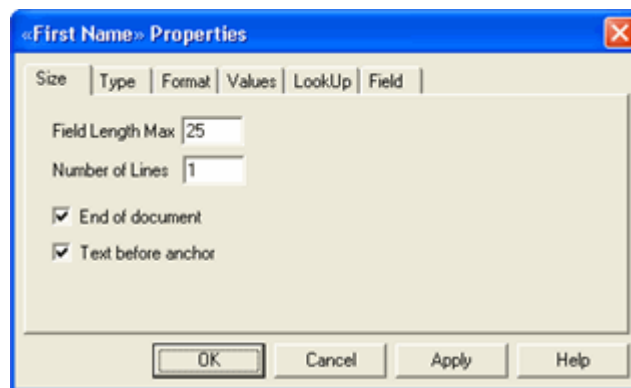 «First Name» Properties
Size Type Format Values LookUp Field
Field Length Max 25
Number of Lines 1
End of document
Text before anchor
OK Cancel Apply Help